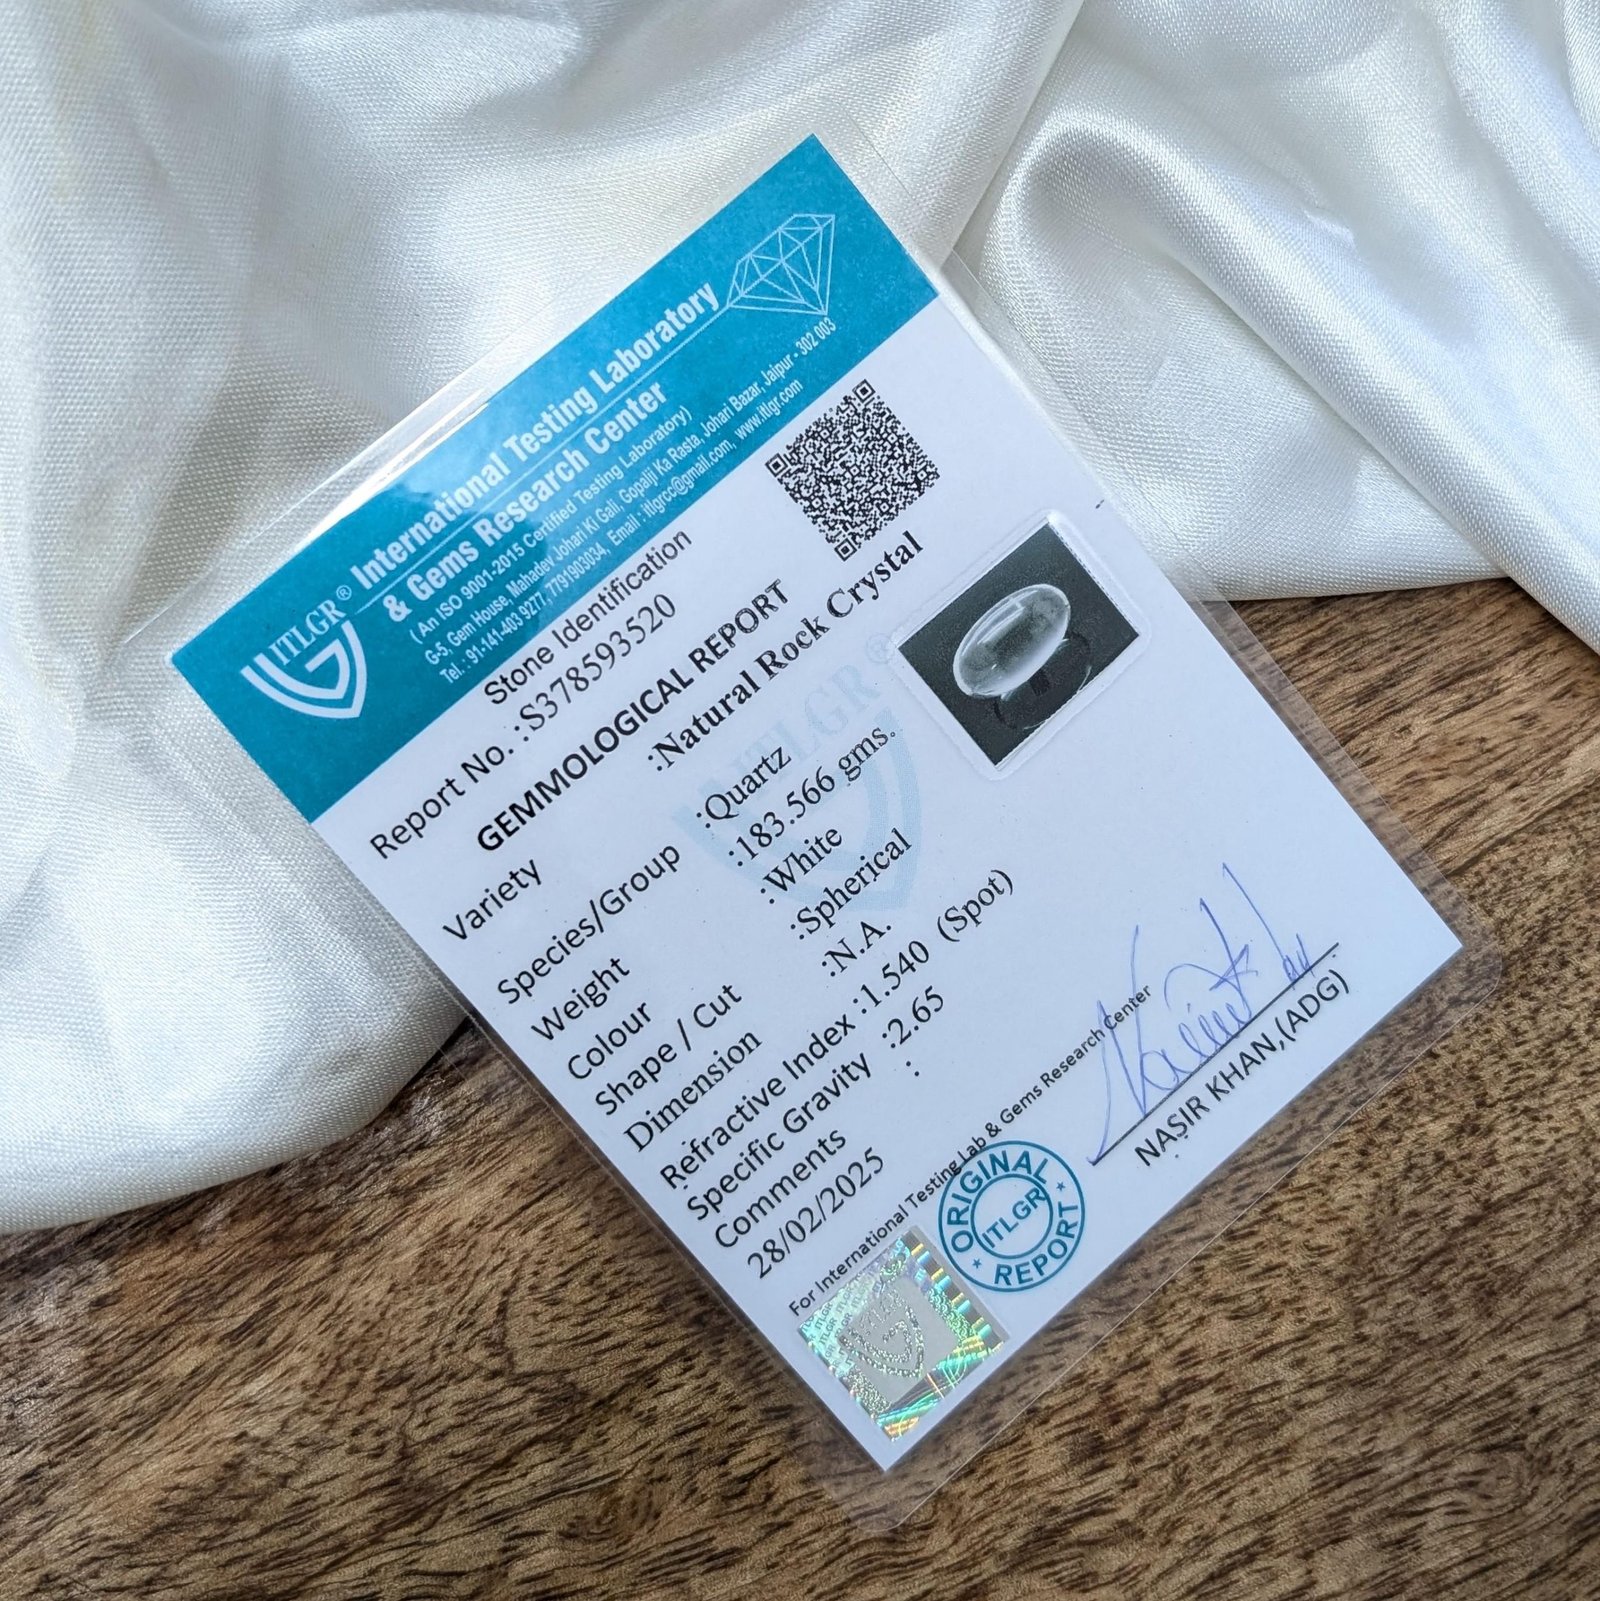 ITLGR®
International Testing Laboratory
& Gems Research Center
(An ISO 9001-2015 Certified Testing Laboratory)
G-5, Gem House, Mahadev Johari Ki Gali, Gopalji Ka Rasta, Johari Bazar, Jaipur - 302 003
Tel. : 91-141-403 9277, 7791903034, Email : itlgrcc@gmail.com, www.itlgr.com
Stone Identification
Report No. :S378593520
GEMMOLOGICAL REPORT
Variety :Natural Rock Crystal
Species/Group :Quartz
Weight :183.566 gms.
Colour :White
Shape / Cut :Spherical
Dimension :N.A.
Refractive Index :1.540 (Spot)
Specific Gravity :2.65
Comments :
28/02/2025
For International Testing Lab & Gems Research Center
NASIR KHAN,(ADG)
ORIGINAL
ITLGR
REPORT
ITLGR ®